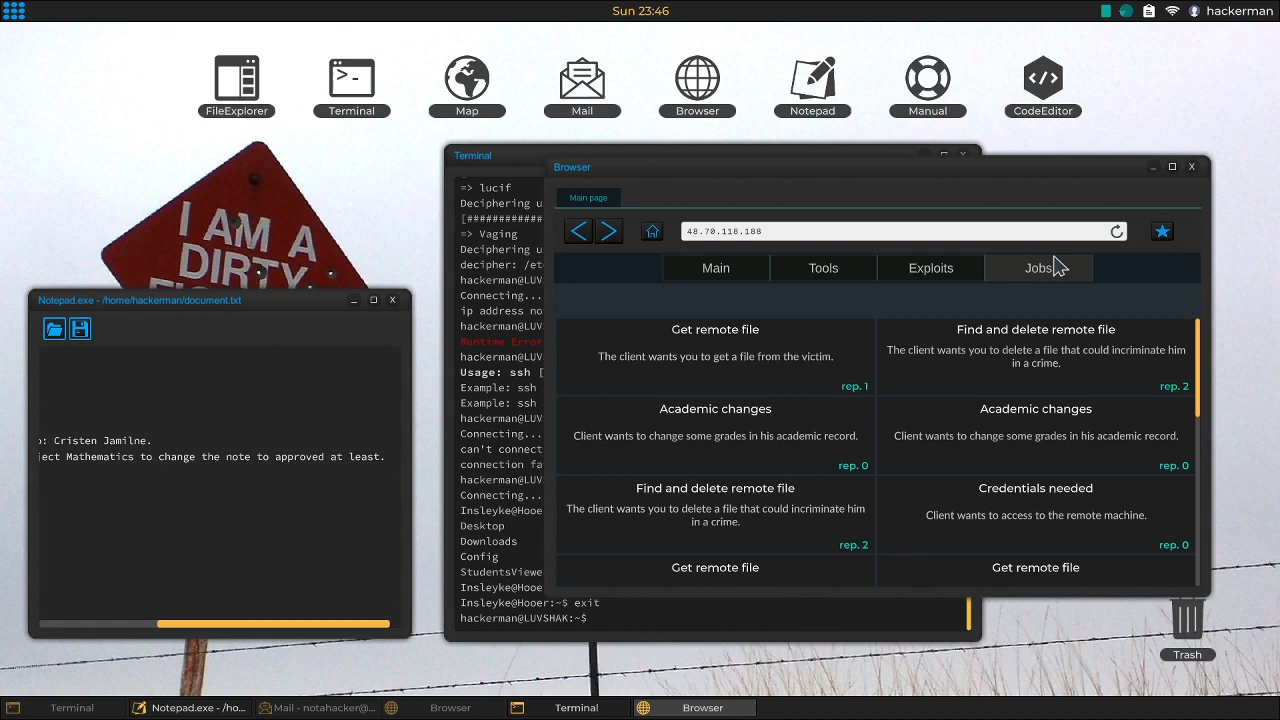 Sun 23:46
hackerman
FileExplorer
Terminal
Map
Mail
Browser
Notepad
Manual
CodeEditor
I AM A
DIRTY
Notepad.exe - /home/hackerman/document.txt
: Cristen Jamilne.
ject Mathematics to change the note to approved at least.
Terminal
=> lucif
Deciphering u
[############
=> Vaging
Deciphering u
decipher: /et
hackerman@LUV
Connecting...
ip address no
hackerman@LUVS
Runtime Error
hackerman@LUVS
Usage: ssh [
Example: ssh
Example: ssh
hackerman@LUVS
Connecting...
can't connect
connection fa
hackerman@LUVS
Connecting...
Insleyke@Hooe
Desktop
Downloads
Config
StudentsViewe
Insleyke@Hooe
Insleyke@Hooer:~$ exit
hackerman@LUVSHAK:~$
Browser
Main page
48.70.118.188
Main
Tools
Exploits
Jobs
Get remote file
The client wants you to get a file from the victim.
rep. 1
Find and delete remote file
The client wants you to delete a file that could incriminate him
in a crime.
rep. 2
Academic changes
Client wants to change some grades in his academic record.
rep. 0
Academic changes
Client wants to change some grades in his academic record.
rep. 0
Find and delete remote file
The client wants you to delete a file that could incriminate him
in a crime.
rep. 2
Credentials needed
Client wants to access to the remote machine.
rep. 0
Get remote file
Get remote file
Trash
Terminal
Notepad.exe - /ho...
Mail - notahacker@...
Browser
Terminal
Browser